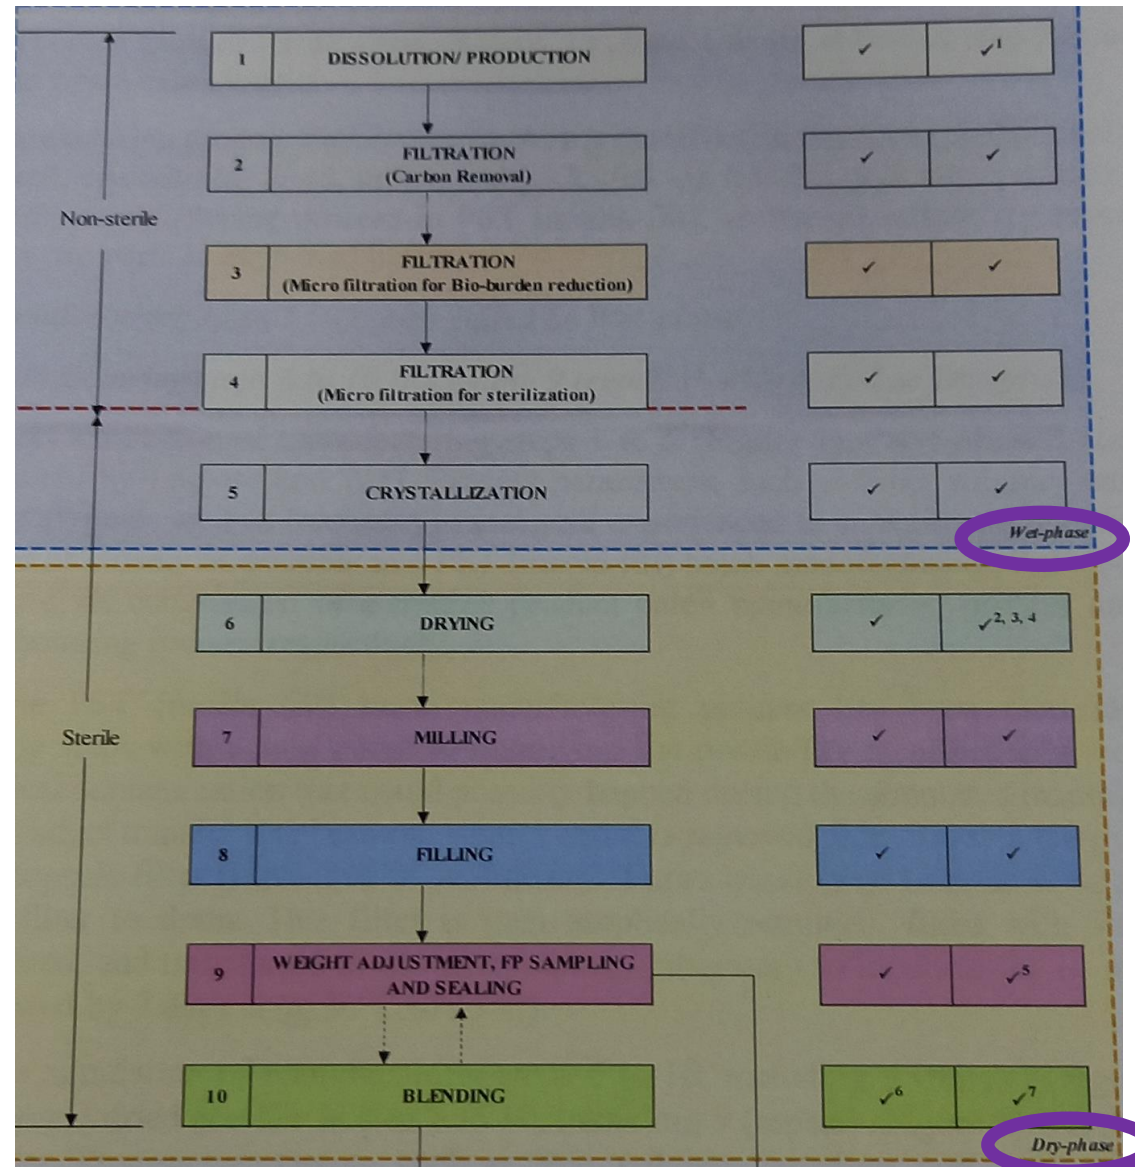 1 DISSOLUTION/ PRODUCTION ✓ ✓1
2 FILTRATION ✓ ✓
(Carbon Removal)
Non-sterile
3 FILTRATION ✓ ✓
(Micro filtration for Bio-burden reduction)
4 FILTRATION ✓ ✓
(Micro filtration for sterilization)
5 CRYSTALLIZATION ✓ ✓
Wet-phase
6 DRYING ✓ ✓2, 3, 4
Sterile
7 MILLING ✓ ✓
8 FILLING ✓ ✓
9 WEIGHT ADJUSTMENT, FP SAMPLING ✓ ✓5
AND SEALING
10 BLENDING ✓6 ✓7
Dry-phase